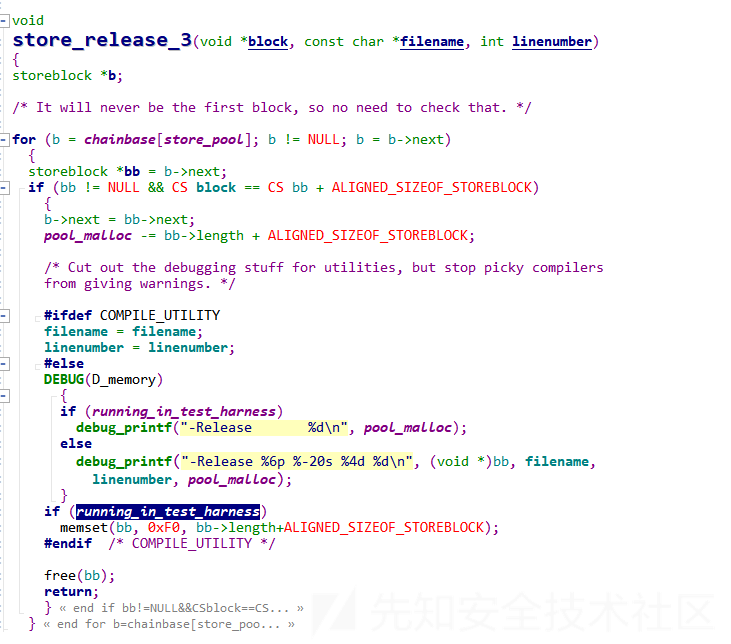 void
store_release_3(void *block, const char *filename, int linenumber)
{
storeblock *b;
/* It will never be the first block, so no need to check that. */
for (b = chainbase[store_pool]; b != NULL; b = b->next)
{
storeblock *bb = b->next;
if (bb != NULL && CS block == CS bb + ALIGNED_SIZEOF_STOREBLOCK)
{
b->next = bb->next;
pool_malloc -= bb->length + ALIGNED_SIZEOF_STOREBLOCK;
/* Cut out the debugging stuff for utilities, but stop picky compilers
from giving warnings. */
#ifdef COMPILE_UTILITY
filename = filename;
linenumber = linenumber;
#else
DEBUG(D_memory)
{
if (running_in_test_harness)
debug_printf("-Release       %d\n", pool_malloc);
else
debug_printf("-Release %6p %-20s %4d %d\n", (void *)bb, filename,
linenumber, pool_malloc);
}
if (running_in_test_harness)
memset(bb, 0xF0, bb->length+ALIGNED_SIZEOF_STOREBLOCK);
#endif  /* COMPILE_UTILITY */
free(bb);
return;
} « end if bb!=NULL&&CSblock==CS... »
} « end for b=chainbase[store_poo... »
先知安全技术社区